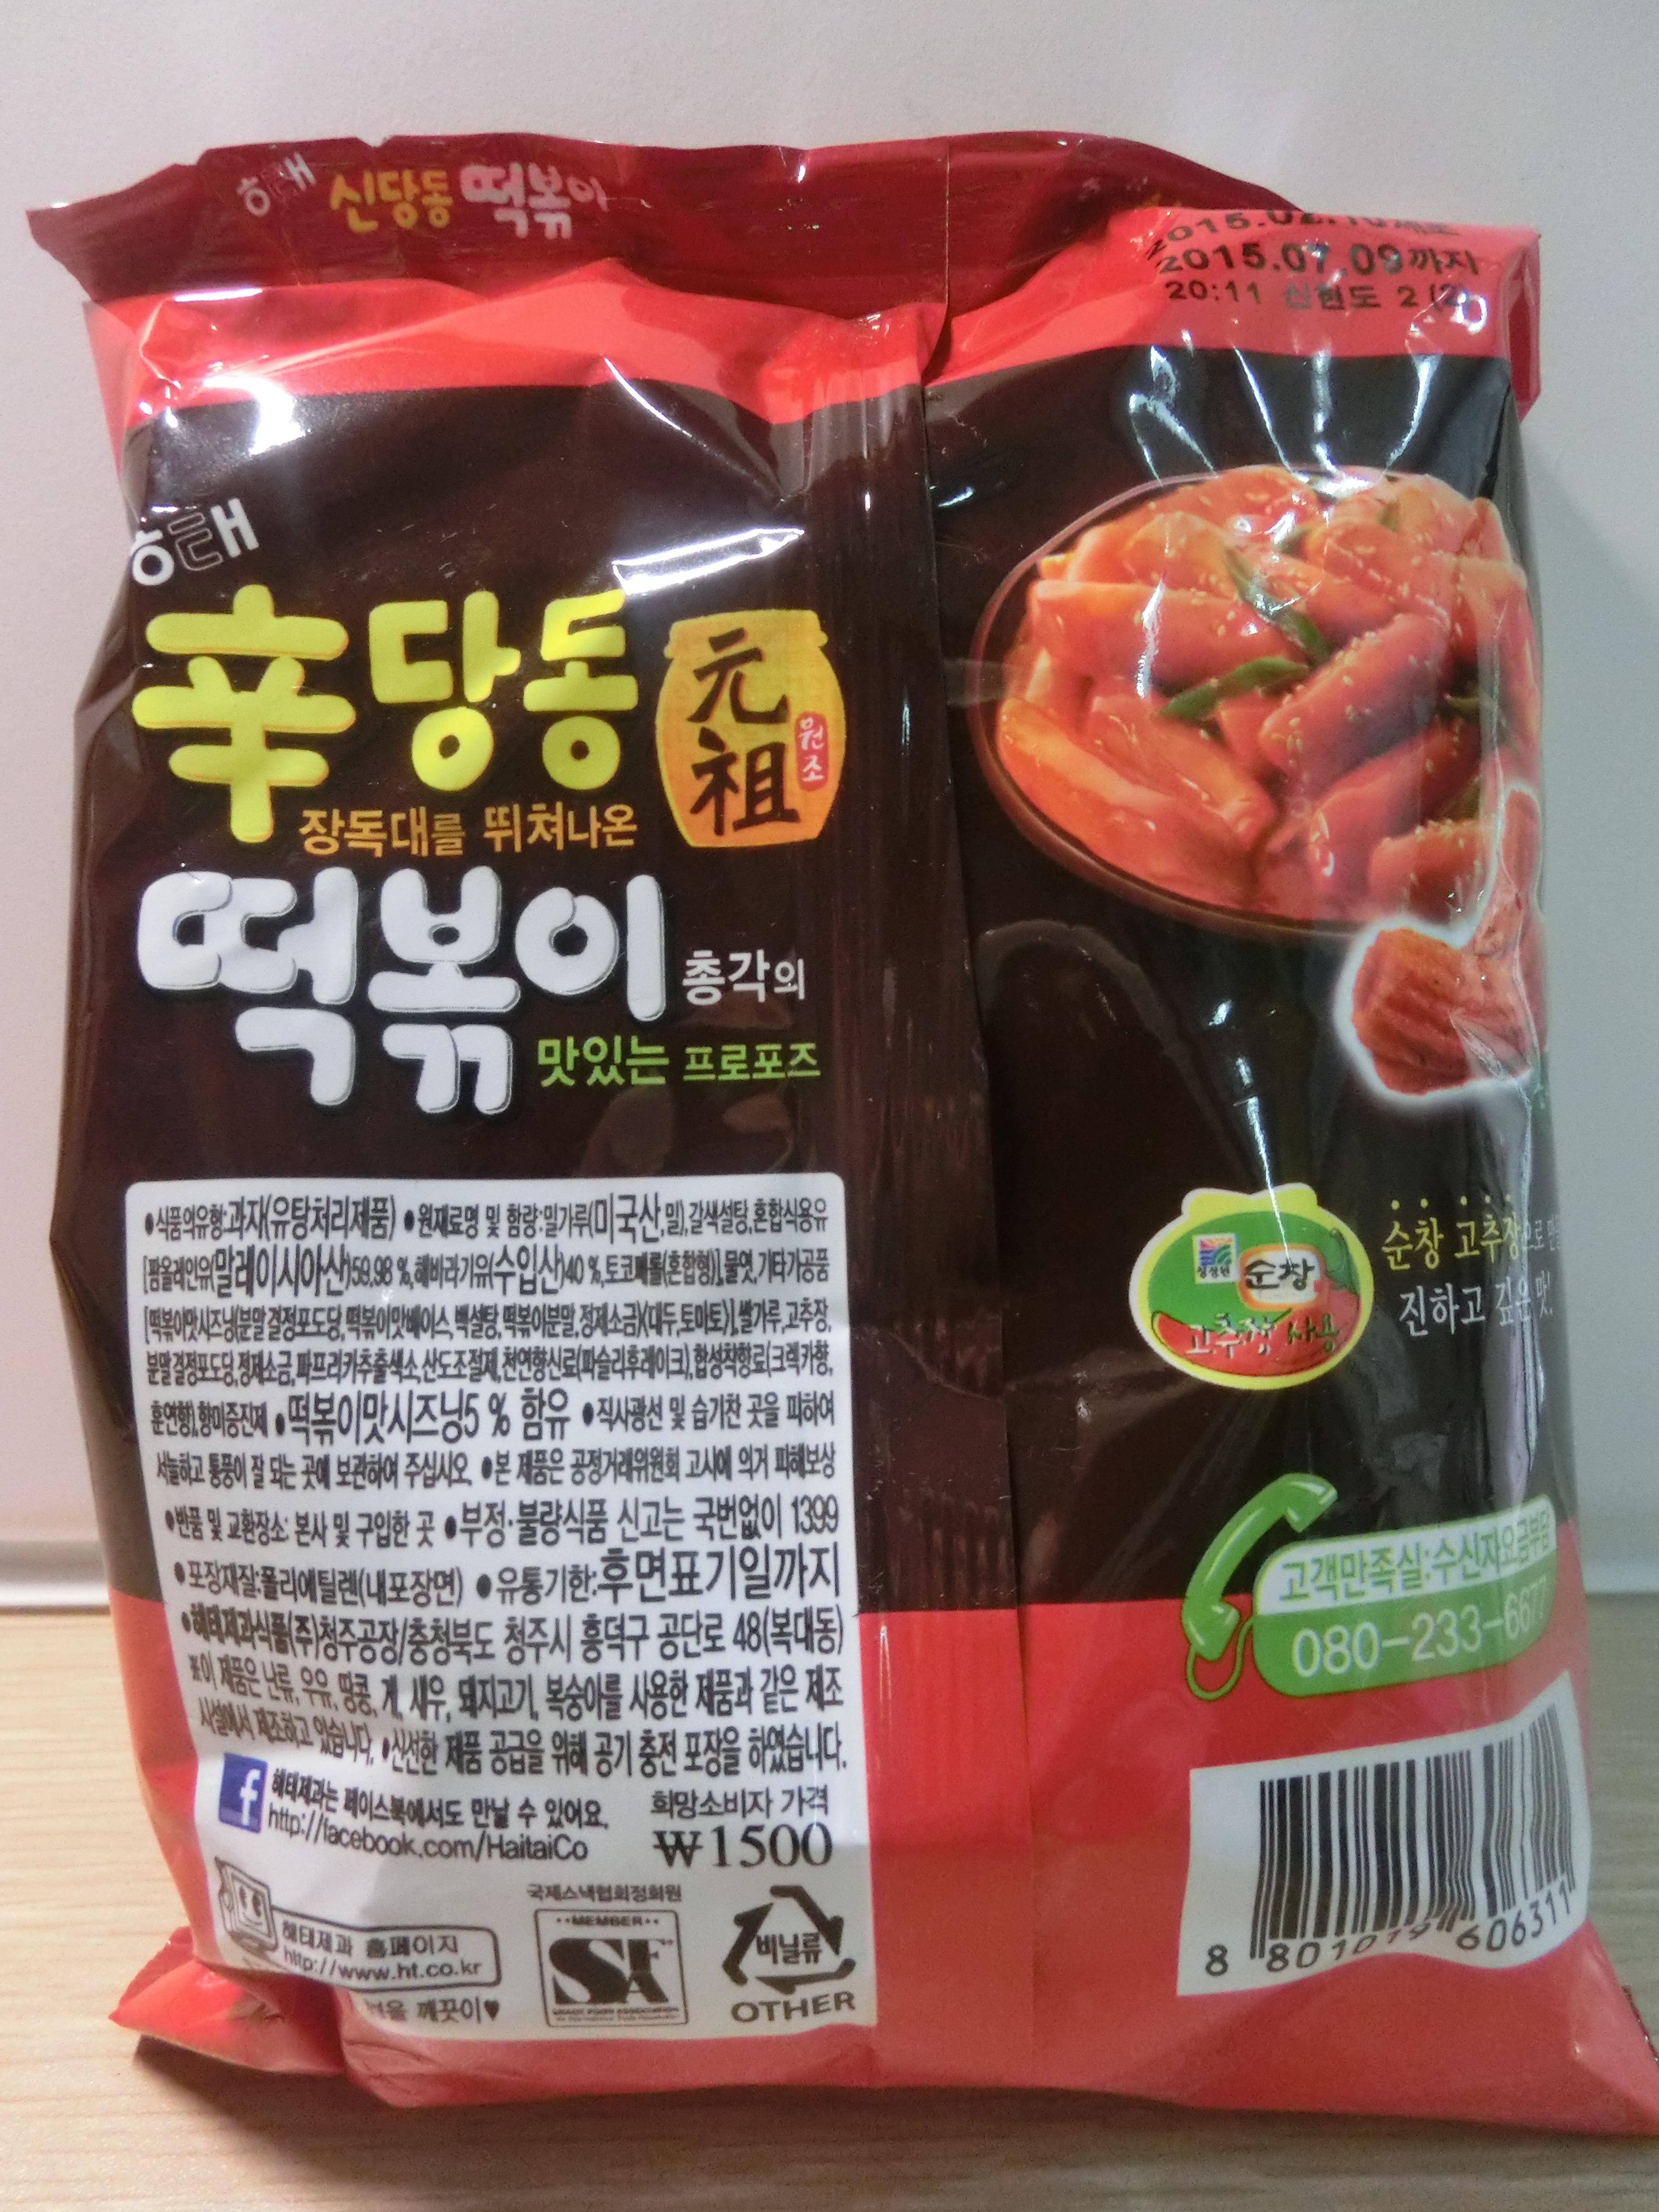 해태 신당동 떡볶이
2015.07.09까지
20:11 신현도 2 (2)
해태
辛당동
元祖
원조
장독대를 뛰쳐나온
떡볶이 총각의
맛있는 프로포즈
●식품의유형:과자(유탕처리제품) ●원재료명 및 함량:밀가루(미국산,밀),갈색설탕,혼합식용유
[팜올레인유(말레이시아산)59.98 %,해바라기유(수입산)40 %,토코페롤(혼합형)],물엿,기타가공품
[떡볶이맛시즈닝{분말결정포도당,떡볶이맛베이스,백설탕,떡볶이분말,정제소금}(대두,토마토)],쌀가루,고추장,
분말결정포도당,정제소금,파프리카추출색소,산도조절제,천연향신료(파슬리후레이크),합성착향료(크랙카향,
훈연향),향미증진제 ●떡볶이맛시즈닝5 % 함유 ●직사광선 및 습기찬 곳을 피하여
서늘하고 통풍이 잘 되는 곳에 보관하여 주십시오. ●본 제품은 공정거래위원회 고시에 의거 피해보상
●반품 및 교환장소: 본사 및 구입한 곳 ●부정·불량식품 신고는 국번없이 1399
●포장재질:폴리에틸렌(내포장면) ●유통기한:후면표기일까지
●해태제과식품(주)청주공장/충청북도 청주시 흥덕구 공단로 48(복대동)
※이 제품은 난류, 우유, 땅콩, 게, 새우, 돼지고기, 복숭아를 사용한 제품과 같은 제조
시설에서 제조하고 있습니다. ●신선한 제품 공급을 위해 공기 충전 포장을 하였습니다.
해태제과는 페이스북에서도 만날 수 있어요.
http://facebook.com/HaitaiCo
희망소비자 가격
₩1500
해태제과 홈페이지
http://www.ht.co.kr
깨끗이♥
국제스낵협회정회원
MEMBER
SFA
SNACK FOOD ASSOCIATION
비닐류
OTHER
청정원
순창
고추장 사용
순창 고추장으로
진하고 깊은 맛!
고객만족실:수신자요금부담
080-233-6677
8 801019 606311